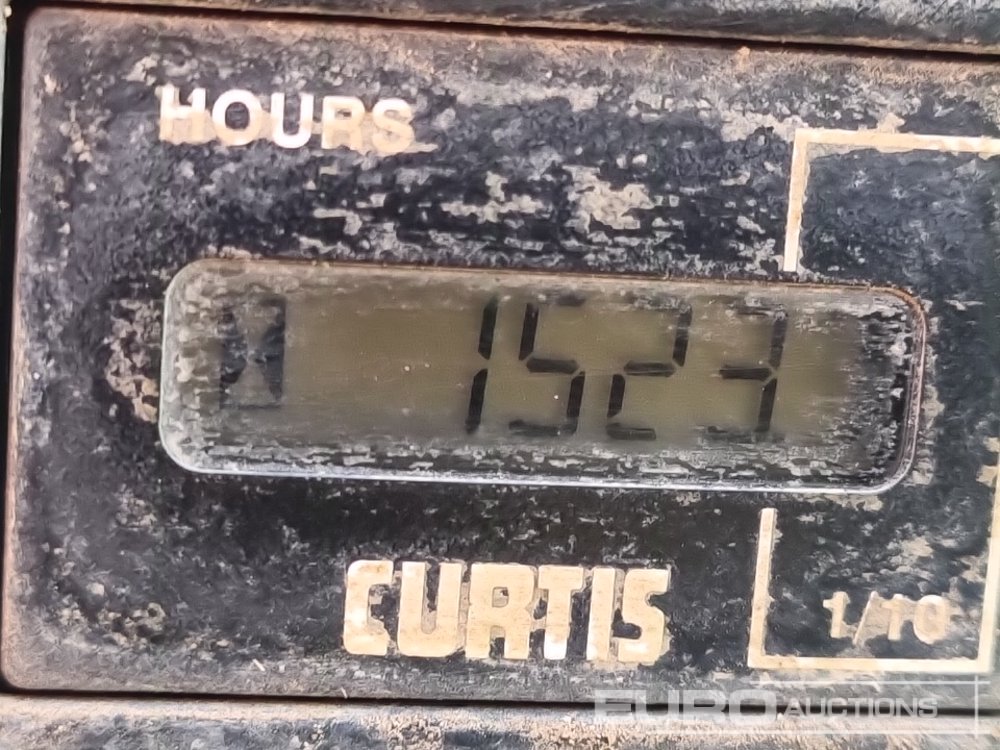 HOURS
1523
CURTIS
1/10
EURO AUCTIONS